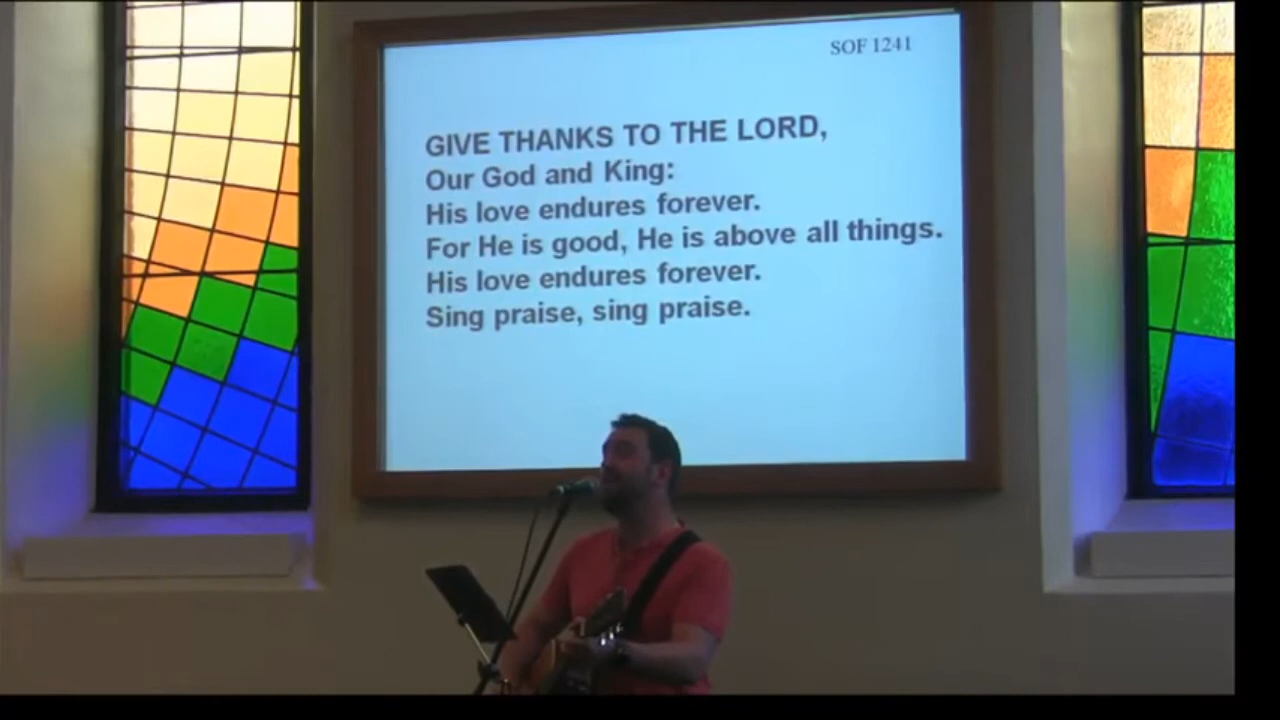 SOF 1241
GIVE THANKS TO THE LORD,
Our God and King:
His love endures forever.
For He is good, He is above all things.
His love endures forever.
Sing praise, sing praise.